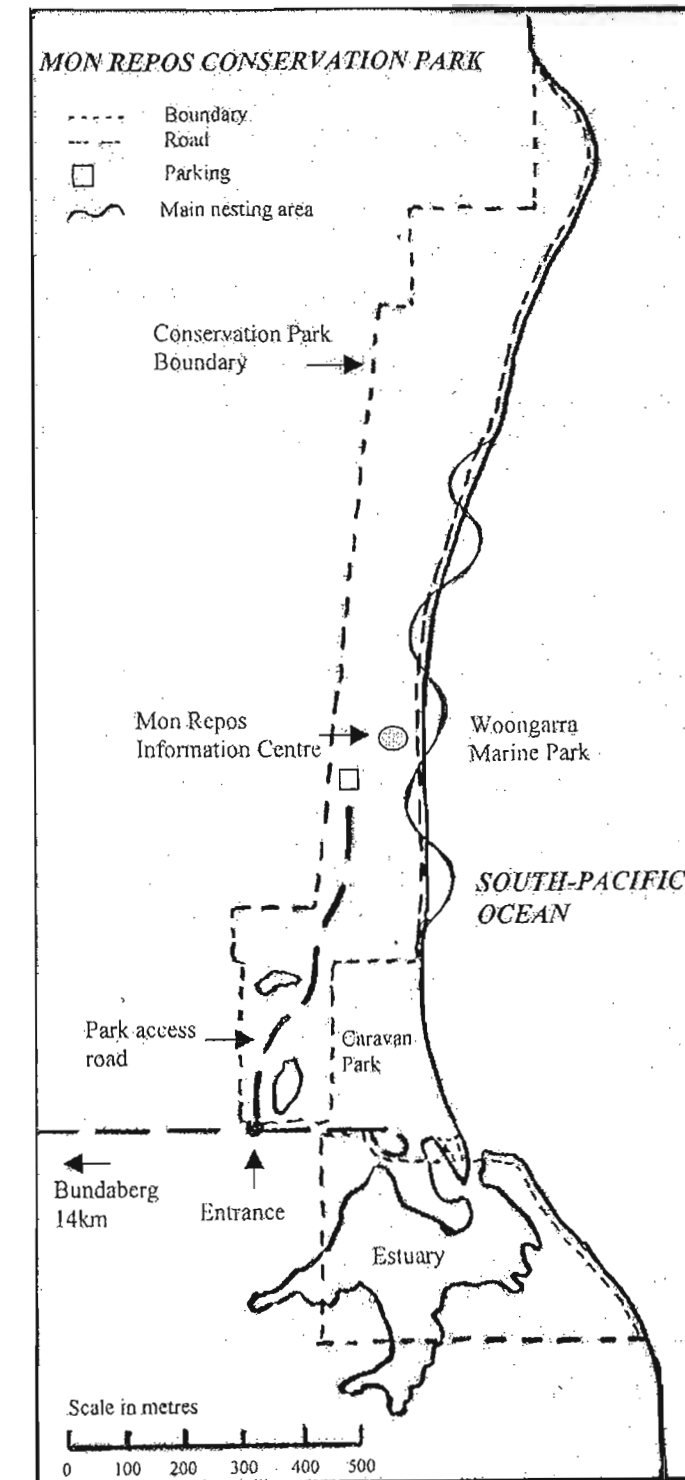 MON REPOS CONSERVATION PARK
Boundary
Road
Parking
Main nesting area
Conservation Park
Boundary
Mon Repos
Information Centre
Woongarra
Marine Park
SOUTH-PACIFIC
OCEAN
Park access
road
Caravan
Park
Bundaberg
14km
Entrance
Estuary
Scale in metres
0 100 200 300 400 500